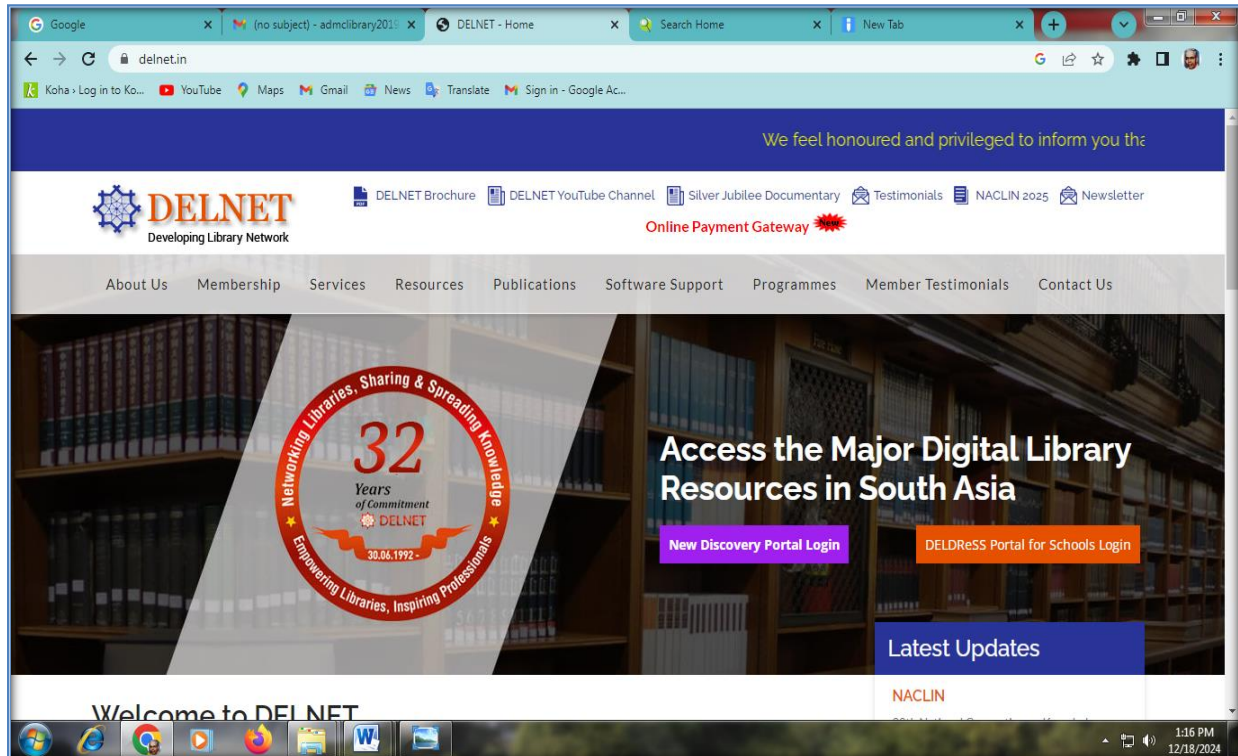 Google
(no subject) - admclibrary2019
DELNET - Home
Search Home
New Tab
delnet.in
Koha › Log in to Ko... YouTube Maps Gmail News Translate Sign in - Google Ac...
We feel honoured and privileged to inform you tha
DELNET
Developing Library Network
DELNET Brochure DELNET YouTube Channel Silver Jubilee Documentary Testimonials NACLIN 2025 Newsletter
Online Payment Gateway New
About Us Membership Services Resources Publications Software Support Programmes Member Testimonials Contact Us
Networking Libraries, Sharing & Spreading Knowledge
32
Years
of Commitment
DELNET
30.06.1992 -
Empowering Libraries, Inspiring Professionals
Access the Major Digital Library
Resources in South Asia
New Discovery Portal Login
DELDReSS Portal for Schools Login
Latest Updates
NACLIN
Welcome to DELNET
1:16 PM
12/18/2024